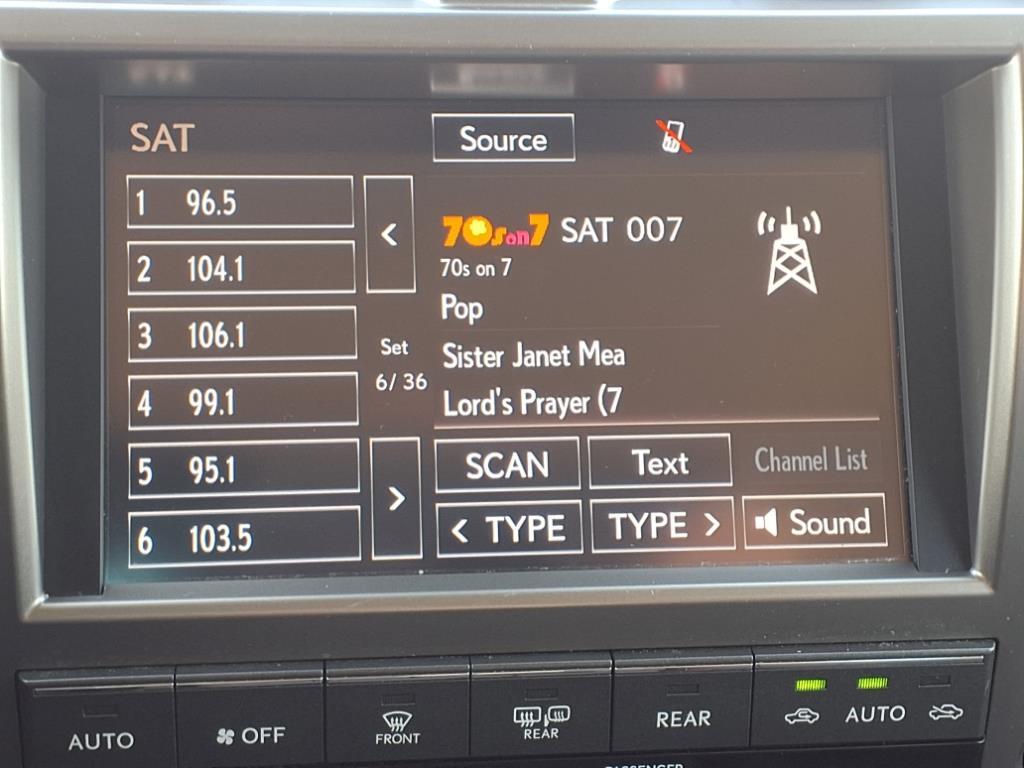 SAT
Source
1 96.5
2 104.1
3 106.1
4 99.1
5 95.1
6 103.5
<
Set
6/ 36
>
70s on 7 SAT 007
70s on 7
Pop
Sister Janet Mea
Lord's Prayer (7
SCAN
Text
Channel List
< TYPE
TYPE >
Sound
AUTO
OFF
FRONT
REAR
REAR
AUTO